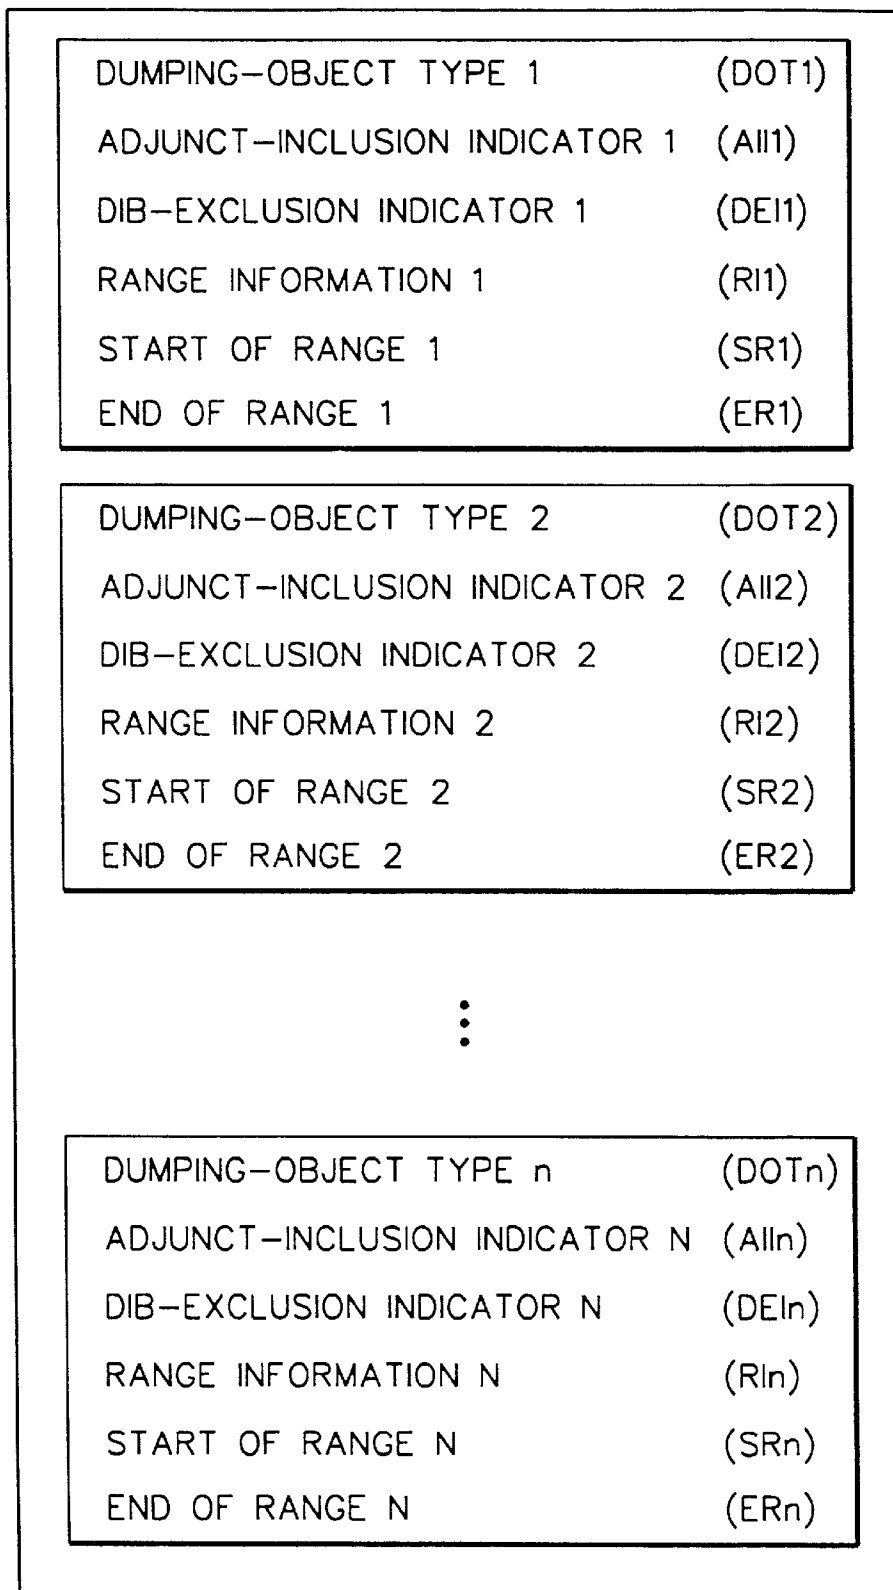 DUMPING-OBJECT TYPE 1 (DOT1)
ADJUNCT-INCLUSION INDICATOR 1 (AII1)
DIB-EXCLUSION INDICATOR 1 (DEI1)
RANGE INFORMATION 1 (RI1)
START OF RANGE 1 (SR1)
END OF RANGE 1 (ER1)
DUMPING-OBJECT TYPE 2 (DOT2)
ADJUNCT-INCLUSION INDICATOR 2 (AII2)
DIB-EXCLUSION INDICATOR 2 (DEI2)
RANGE INFORMATION 2 (RI2)
START OF RANGE 2 (SR2)
END OF RANGE 2 (ER2)
DUMPING-OBJECT TYPE n (DOTn)
ADJUNCT-INCLUSION INDICATOR N (AIIn)
DIB-EXCLUSION INDICATOR N (DEIn)
RANGE INFORMATION N (RIn)
START OF RANGE N (SRn)
END OF RANGE N (ERn)